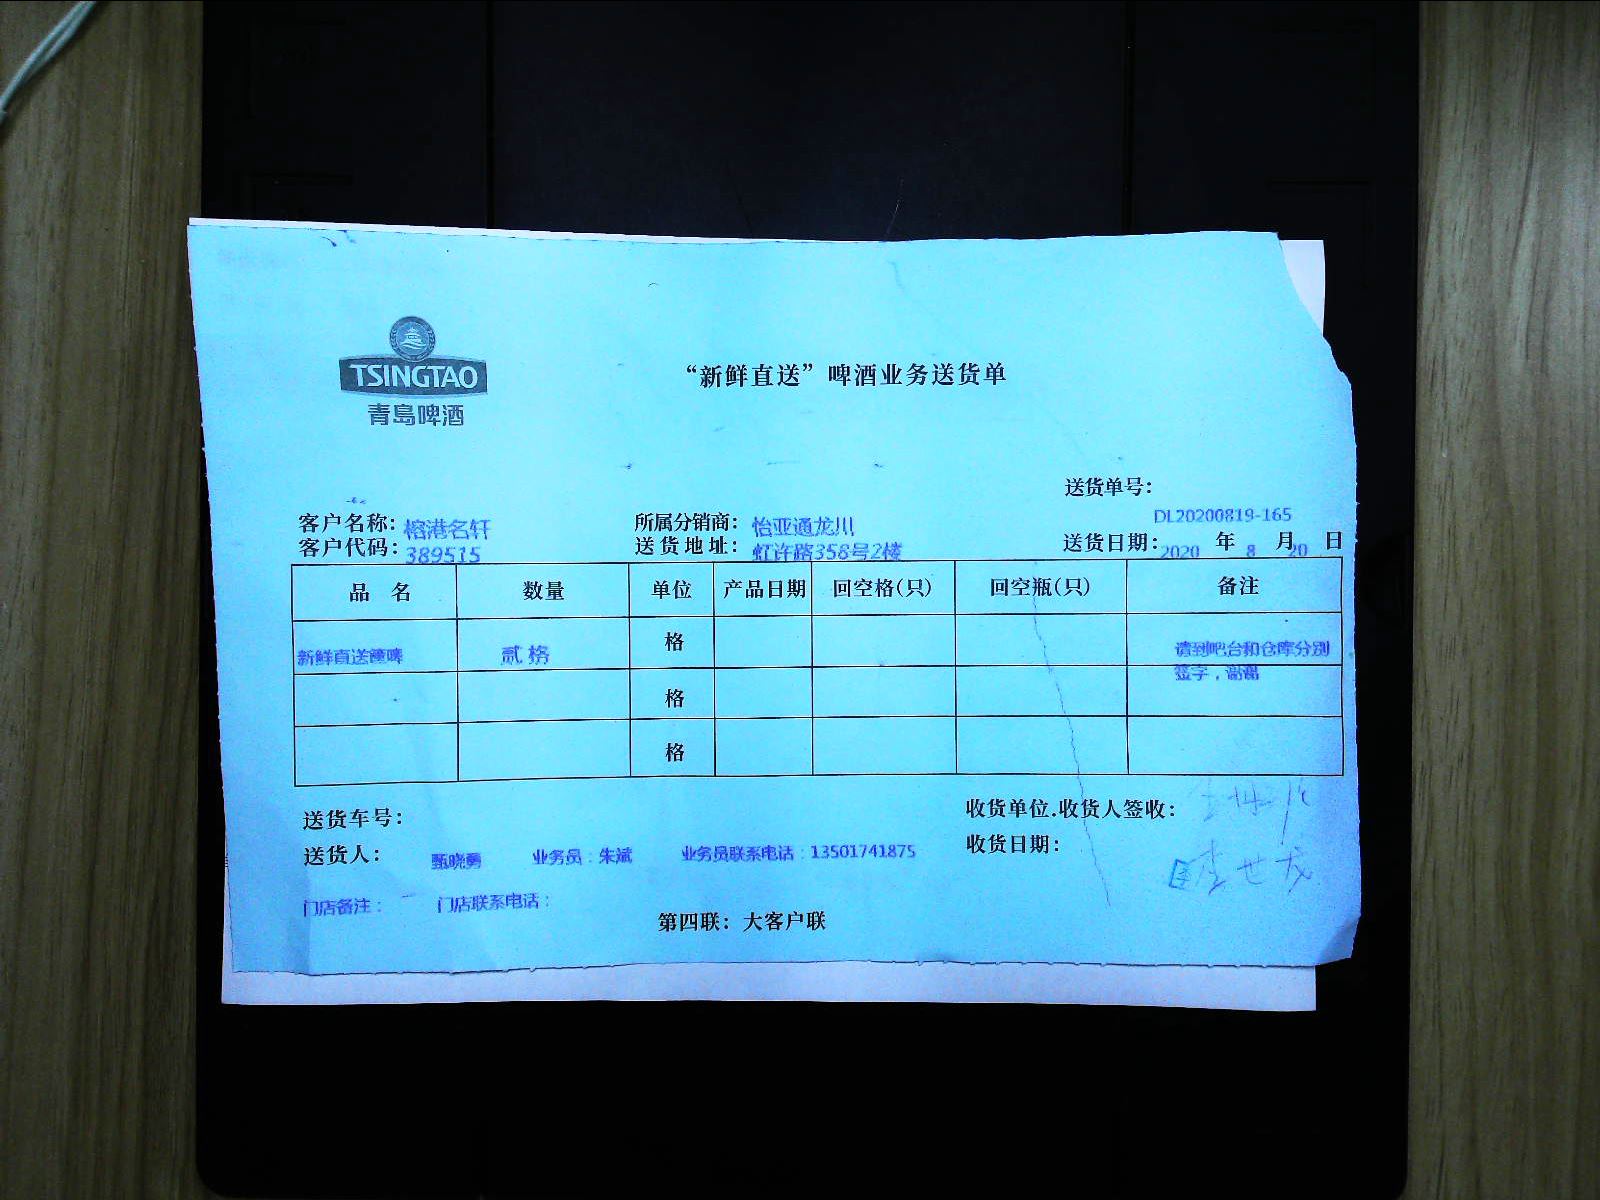 TSINGTAO
青岛啤酒
“新鲜直送”啤酒业务送货单
送货单号：
DL20200819-165
客户名称：榕港名轩 所属分销商：怡亚通龙川
客户代码：389515 送货地址：虹许路358号2楼 送货日期：2020 年 8 月 20 日
品 名 数量 单位 产品日期 回空格(只) 回空瓶(只) 备注
新鲜直送罐啤 贰 格 格 请到吧台和仓库分别
签字，谢谢
格
格
送货车号： 收货单位.收货人签收：
送货人： 甄晓勇 业务员：朱斌 业务员联系电话：13501741875 收货日期：
李世龙
门店备注： 门店联系电话：
第四联：大客户联